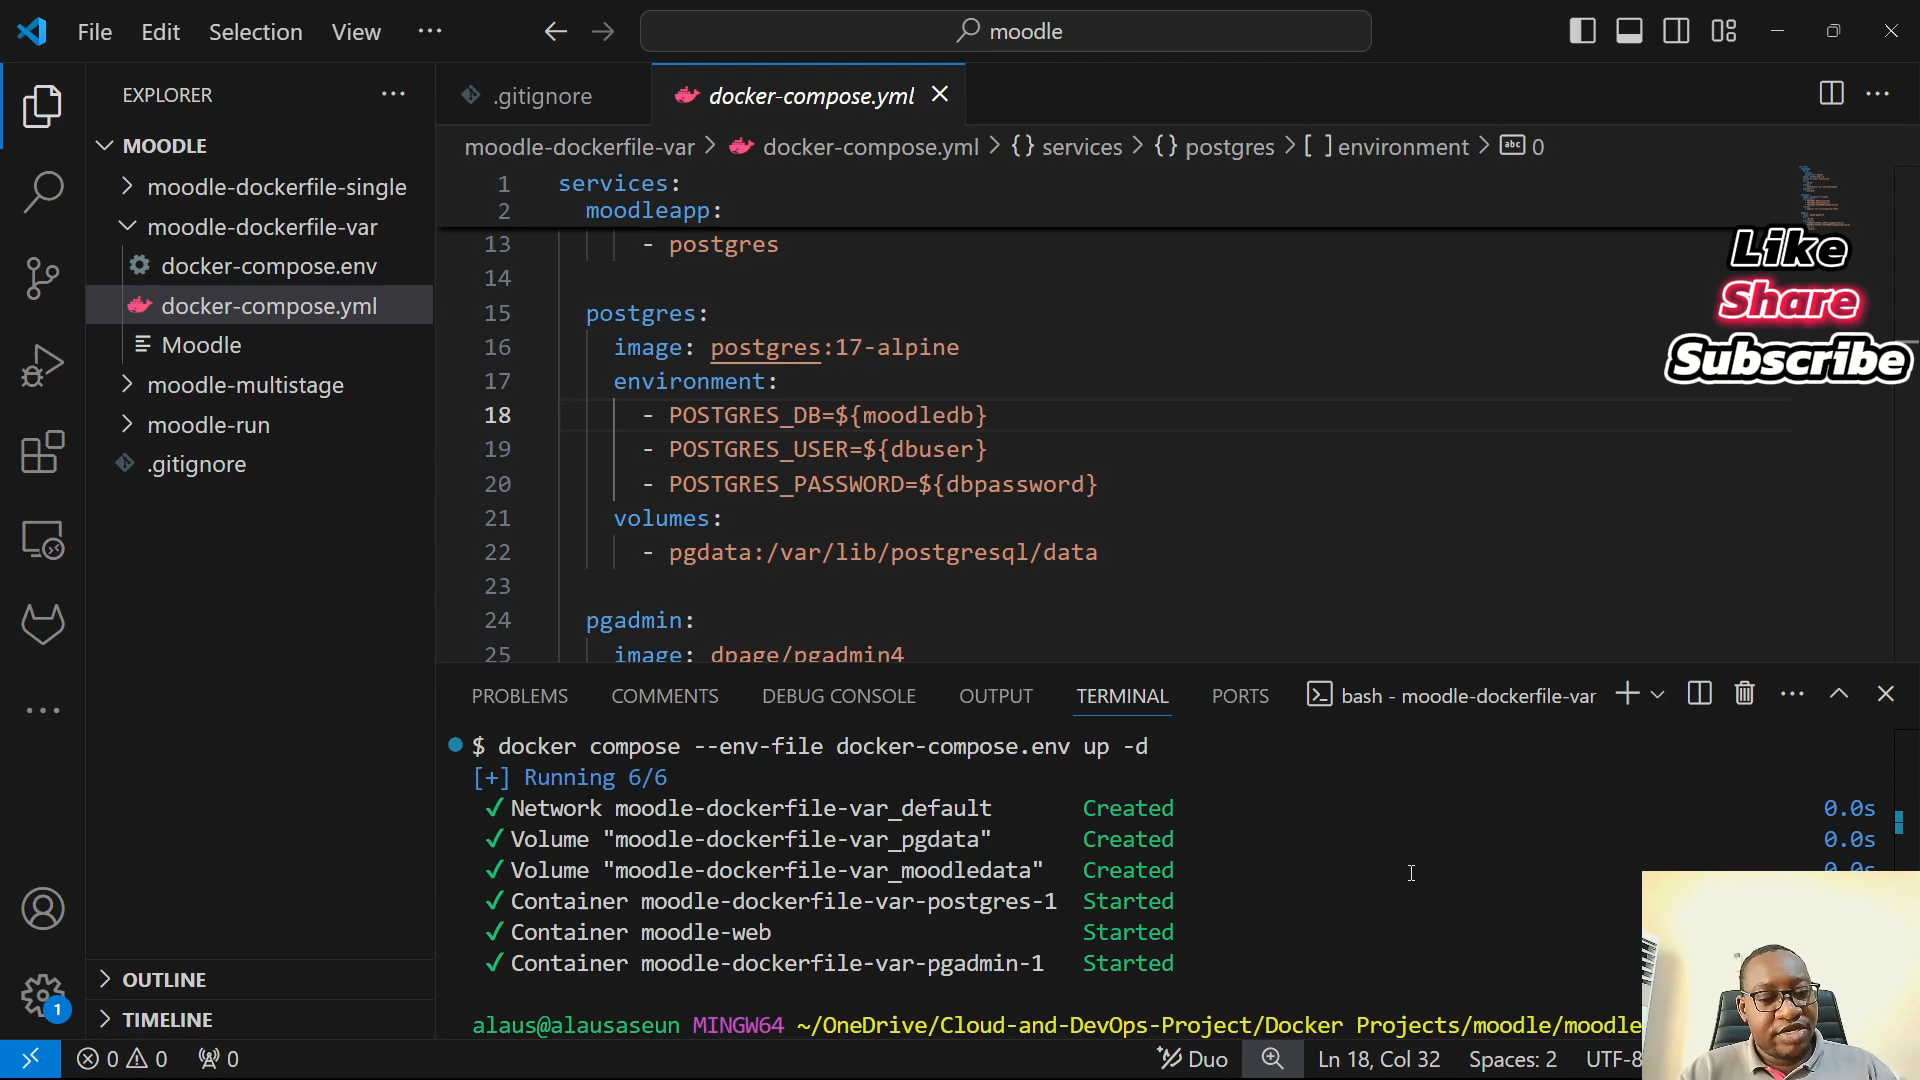 File Edit Selection View ··· moodle
EXPLORER ···
MOODLE
moodle-dockerfile-single
moodle-dockerfile-var
docker-compose.env
docker-compose.yml
Moodle
moodle-multistage
moodle-run
.gitignore
OUTLINE
TIMELINE
1
.gitignore docker-compose.yml
moodle-dockerfile-var > docker-compose.yml > {} services > {} postgres > [ ] environment > abc 0
1 services:
2 moodleapp:
13 - postgres
14
15 postgres:
16 image: postgres:17-alpine
17 environment:
18 - POSTGRES_DB=${moodledb}
19 - POSTGRES_USER=${dbuser}
20 - POSTGRES_PASSWORD=${dbpassword}
21 volumes:
22 - pgdata:/var/lib/postgresql/data
23
24 pgadmin:
25 image: dpage/pgadmin4
Like
Share
Subscribe
PROBLEMS COMMENTS DEBUG CONSOLE OUTPUT TERMINAL PORTS bash - moodle-dockerfile-var
$ docker compose --env-file docker-compose.env up -d
[+] Running 6/6
✓ Network moodle-dockerfile-var_default Created 0.0s
✓ Volume "moodle-dockerfile-var_pgdata" Created 0.0s
✓ Volume "moodle-dockerfile-var_moodledata" Created 0.0s
✓ Container moodle-dockerfile-var-postgres-1 Started
✓ Container moodle-web Started
✓ Container moodle-dockerfile-var-pgadmin-1 Started
alaus@alausaseun MINGW64 ~/OneDrive/Cloud-and-DevOps-Project/Docker Projects/moodle/moodle
0 0 0 Duo Ln 18, Col 32 Spaces: 2 UTF-8